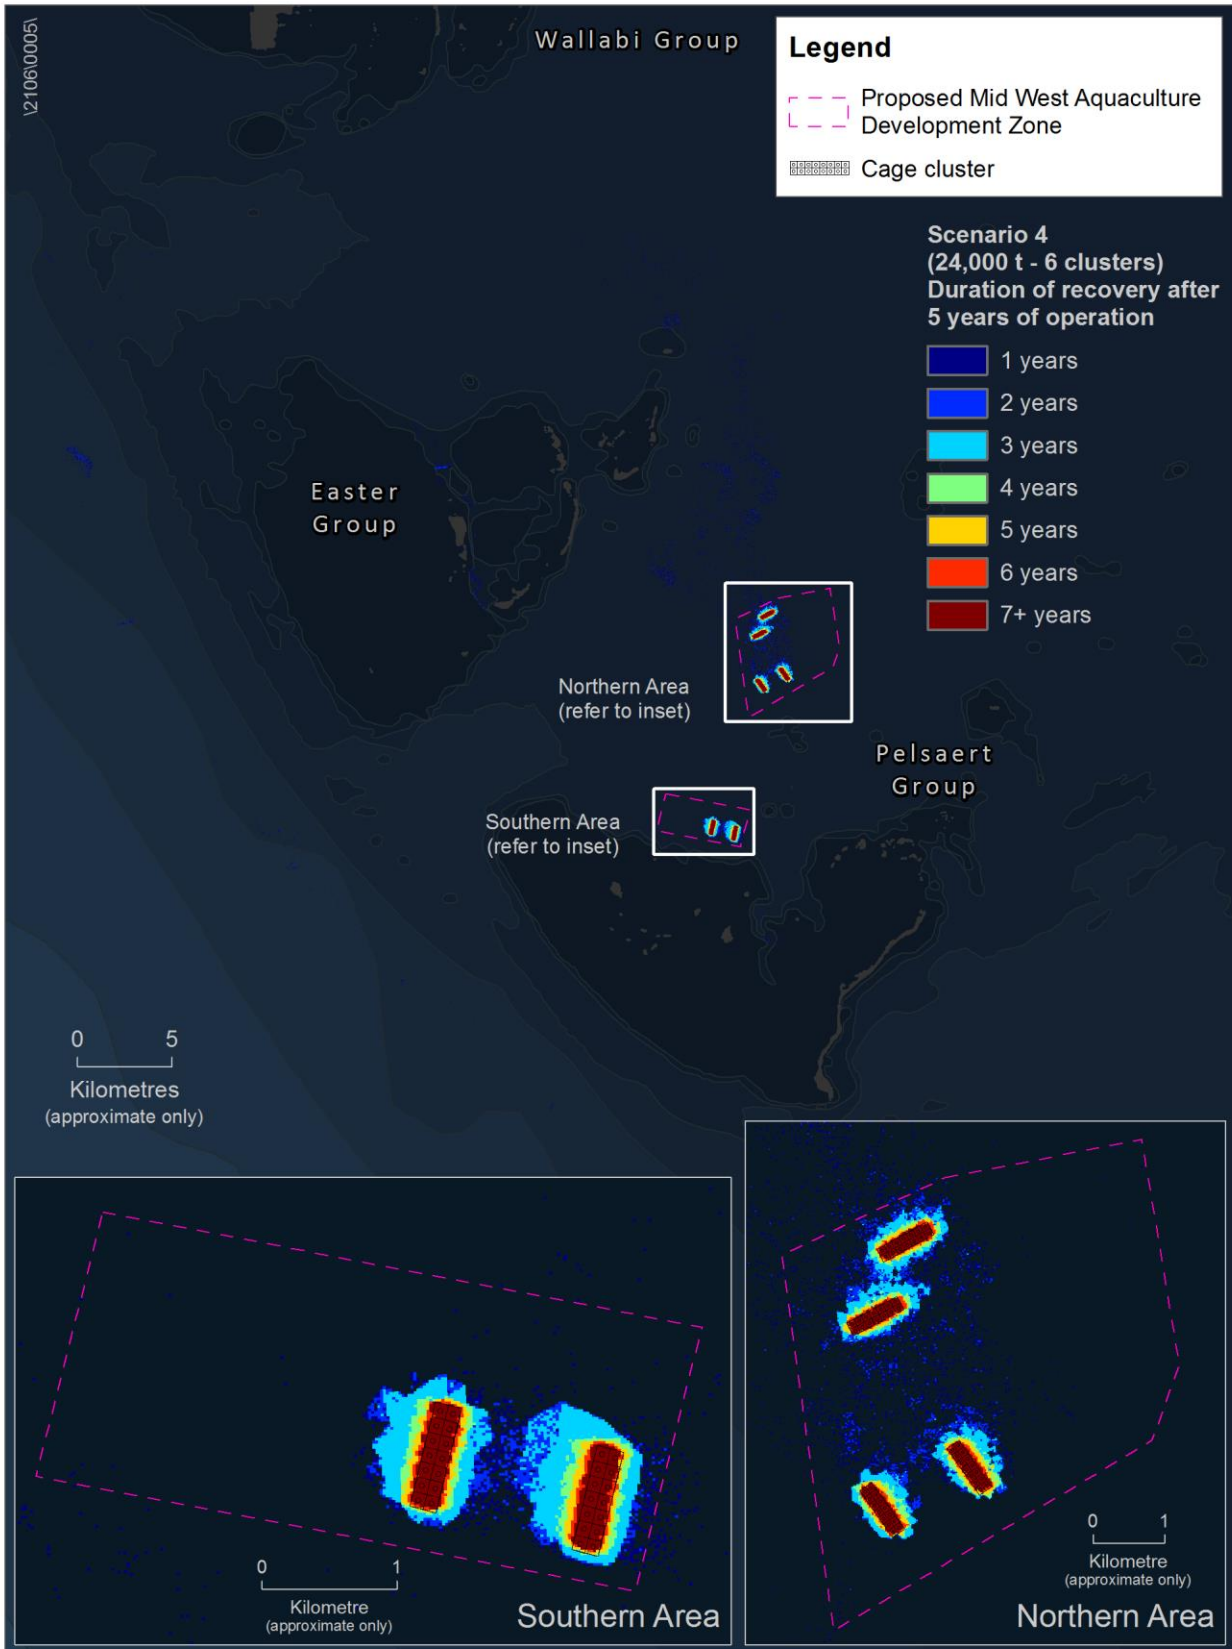 \2106\0005\
Wallabi Group
Legend
Proposed Mid West Aquaculture
Development Zone
Cage cluster
Scenario 4
(24,000 t - 6 clusters)
Duration of recovery after
5 years of operation
1 years
2 years
3 years
4 years
5 years
6 years
7+ years
Easter
Group
Northern Area
(refer to inset)
Pelsaert
Group
Southern Area
(refer to inset)
0 5
Kilometres
(approximate only)
0 1
Kilometre
(approximate only)
Southern Area
0 1
Kilometre
(approximate only)
Northern Area